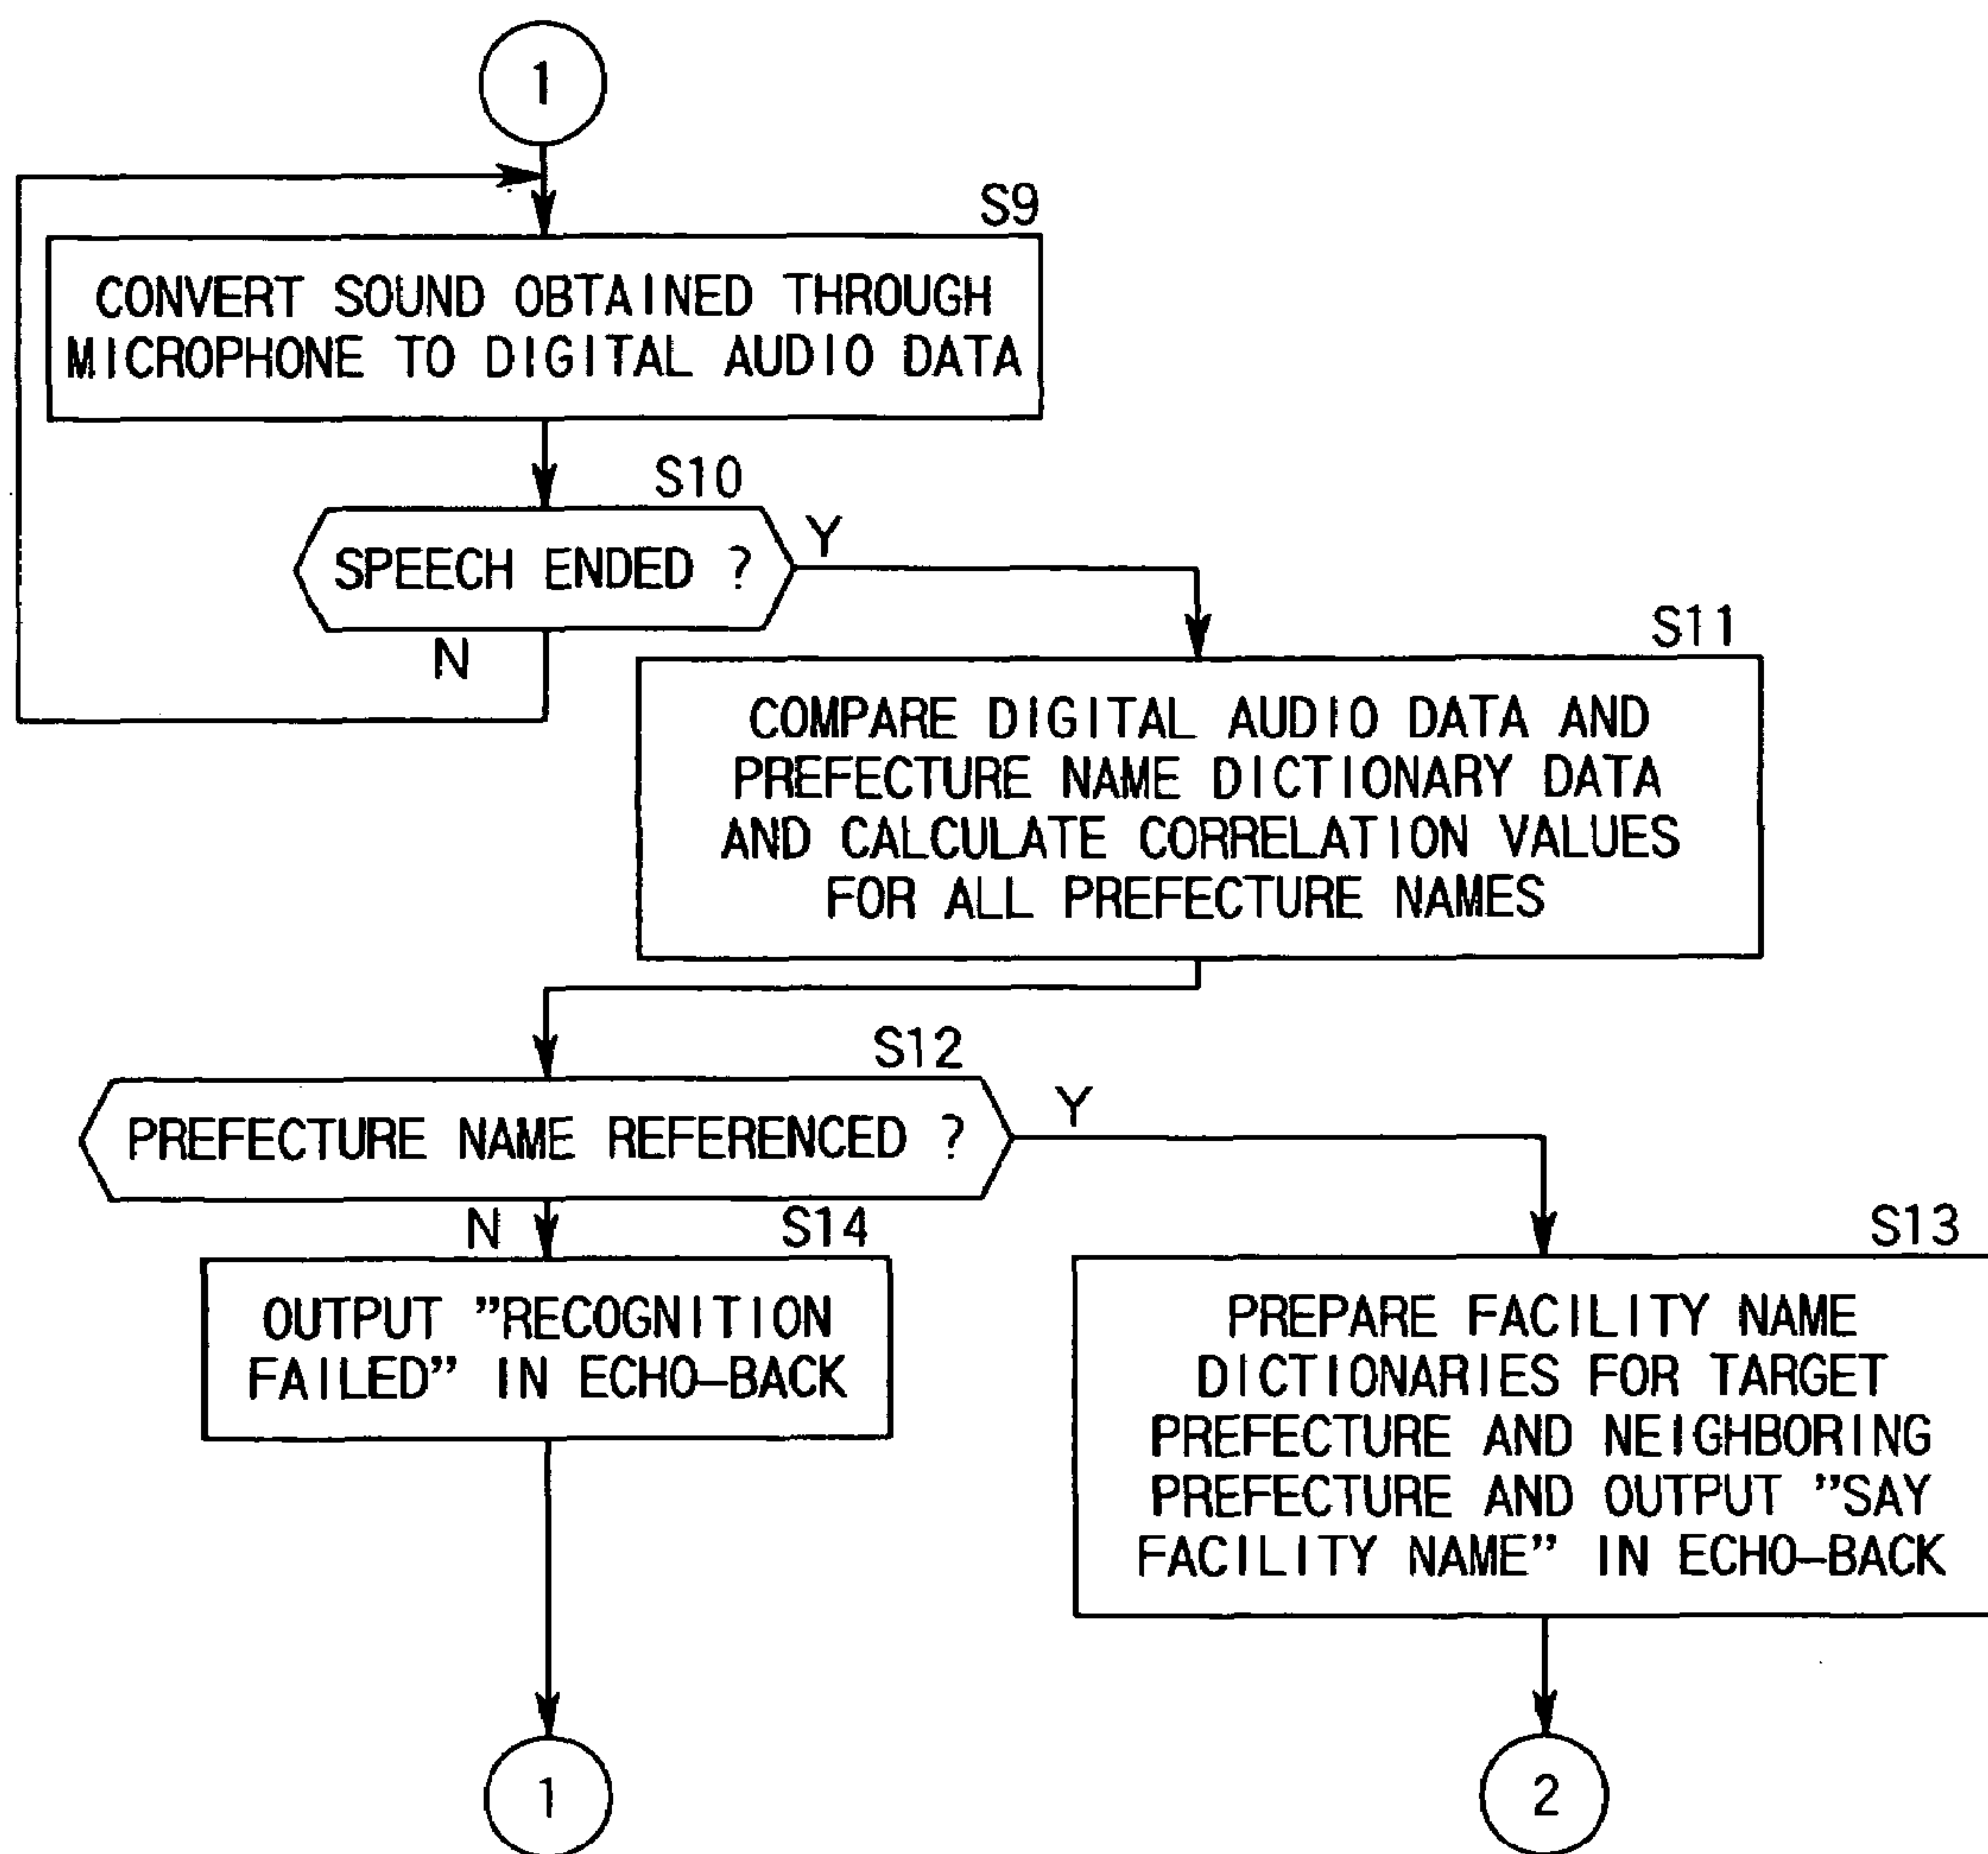 1
S9
CONVERT SOUND OBTAINED THROUGH
MICROPHONE TO DIGITAL AUDIO DATA
S10
SPEECH ENDED ?
Y
N
S11
COMPARE DIGITAL AUDIO DATA AND
PREFECTURE NAME DICTIONARY DATA
AND CALCULATE CORRELATION VALUES
FOR ALL PREFECTURE NAMES
S12
PREFECTURE NAME REFERENCED ?
Y
N
S14
OUTPUT ”RECOGNITION
FAILED” IN ECHO–BACK
S13
PREPARE FACILITY NAME
DICTIONARIES FOR TARGET
PREFECTURE AND NEIGHBORING
PREFECTURE AND OUTPUT ”SAY
FACILITY NAME” IN ECHO–BACK
1
2